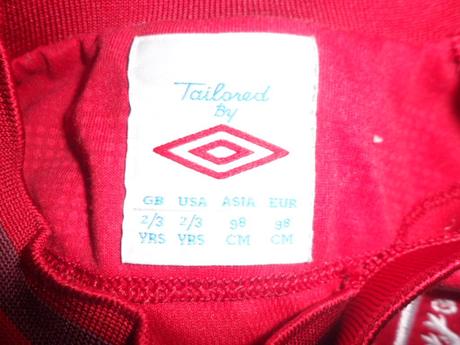 Tailored
By
GB USA ASIA EUR
2/3 2/3 98 98
YRS YRS CM CM